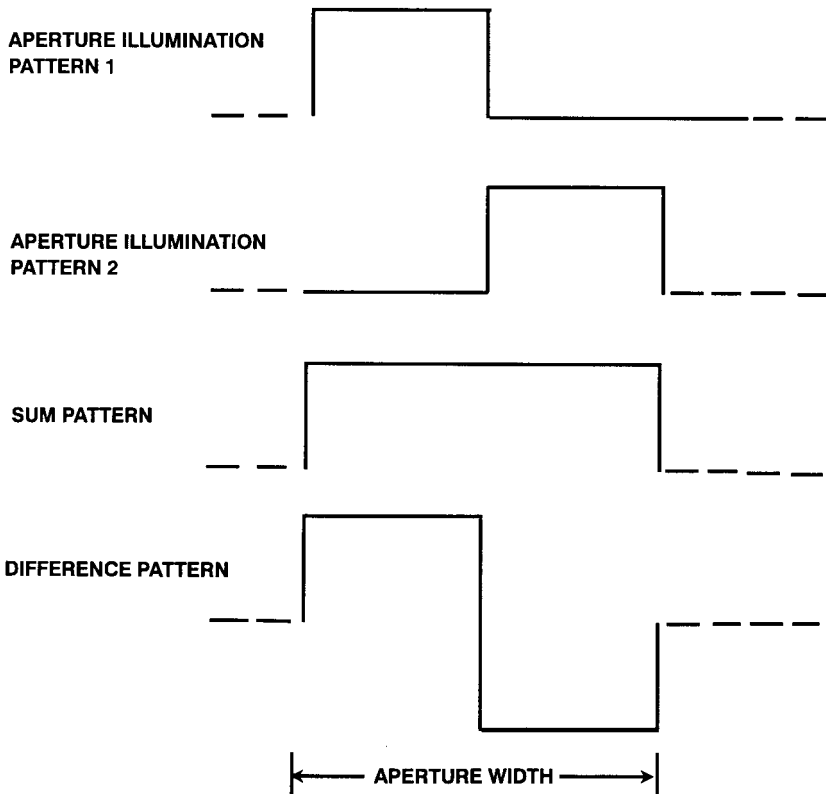 APERTURE ILLUMINATION
PATTERN 1
APERTURE ILLUMINATION
PATTERN 2
SUM PATTERN
DIFFERENCE PATTERN
APERTURE WIDTH